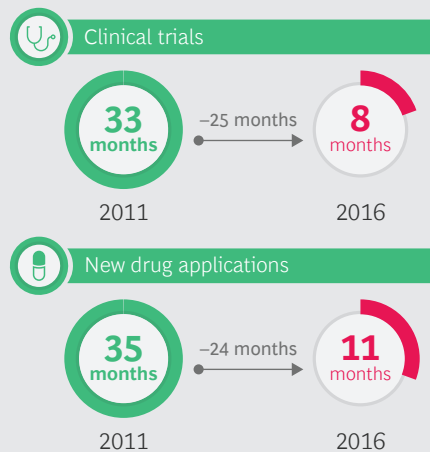 Clinical trials
33
months
–25 months
8
months
2011
2016
New drug applications
35
months
–24 months
11
months
2011
2016